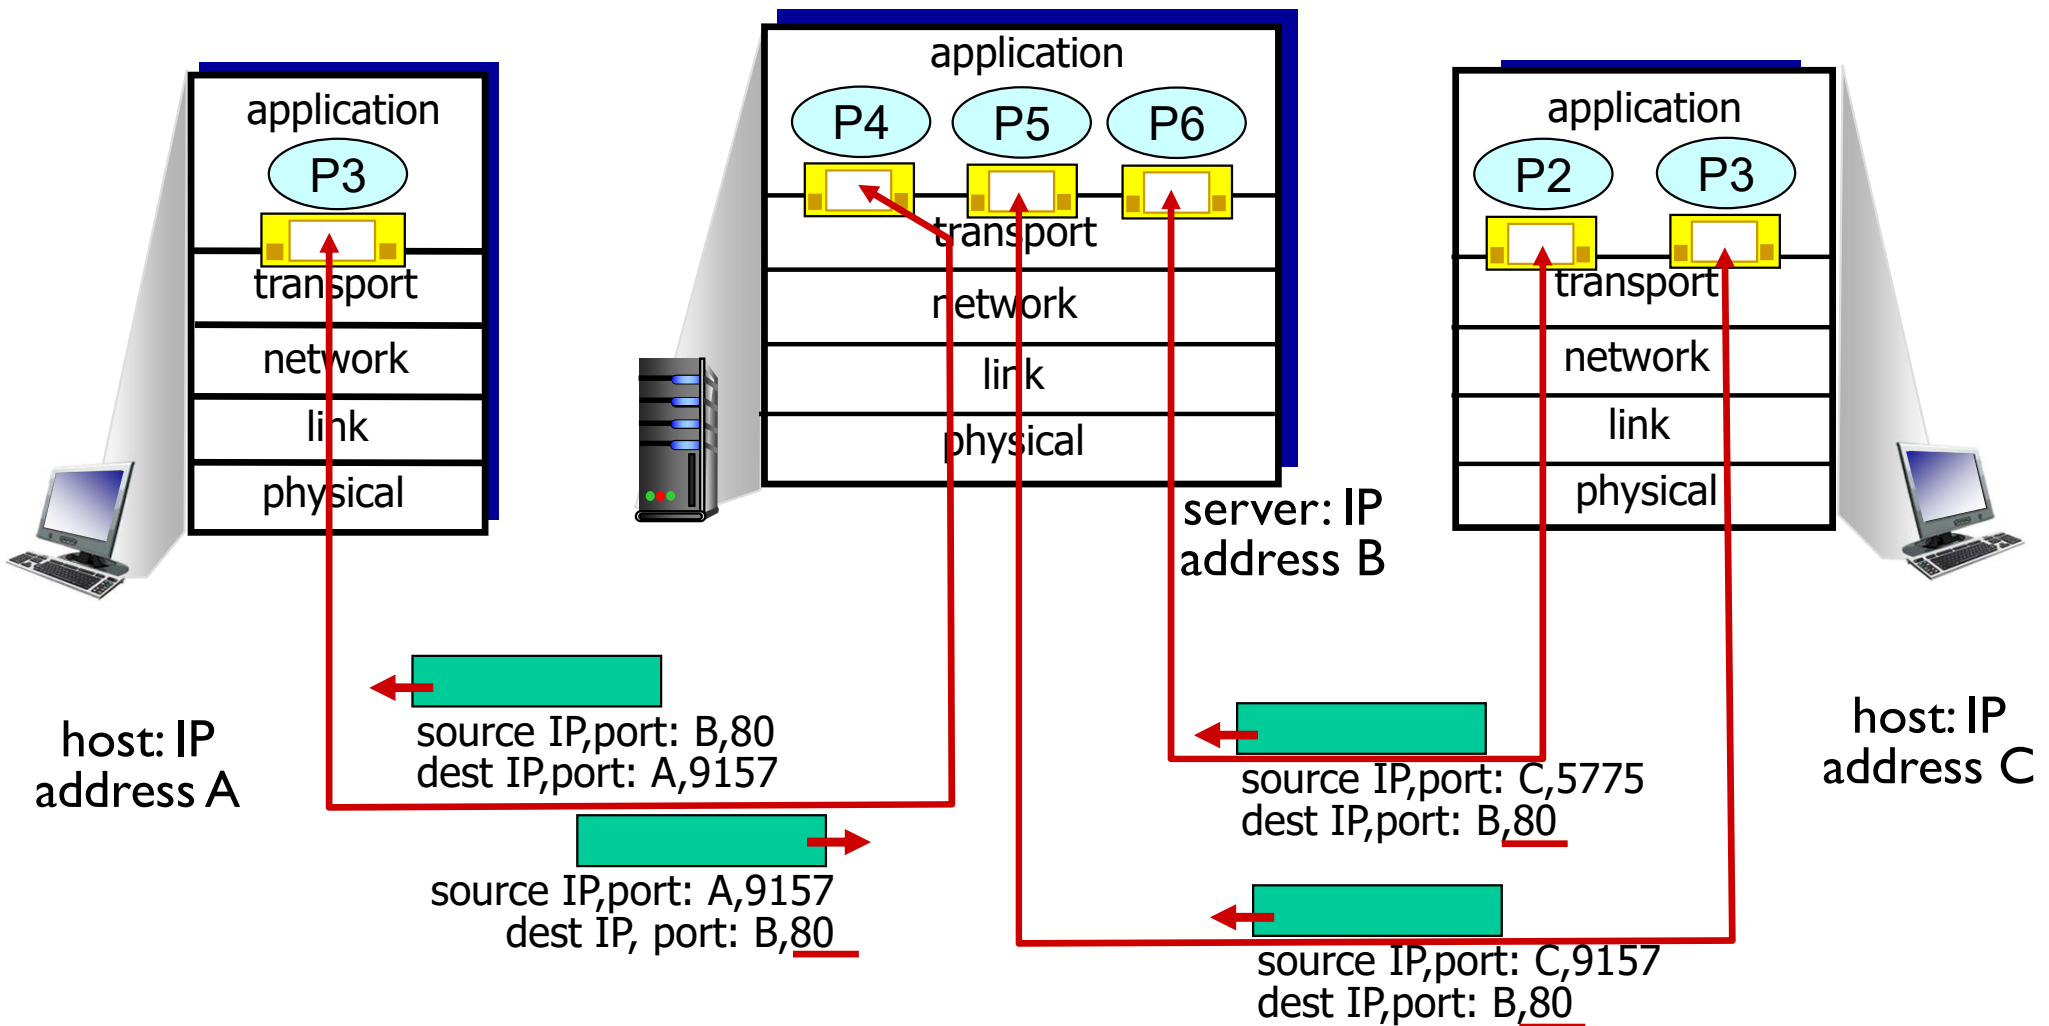 application
P3
transport
network
link
physical
host: IP
address A
application
P4 P5 P6
transport
network
link
physical
server: IP
address B
application
P2 P3
transport
network
link
physical
host: IP
address C
source IP,port: B,80
dest IP,port: A,9157
source IP,port: A,9157
dest IP, port: B,80
source IP,port: C,5775
dest IP,port: B,80
source IP,port: C,9157
dest IP,port: B,80